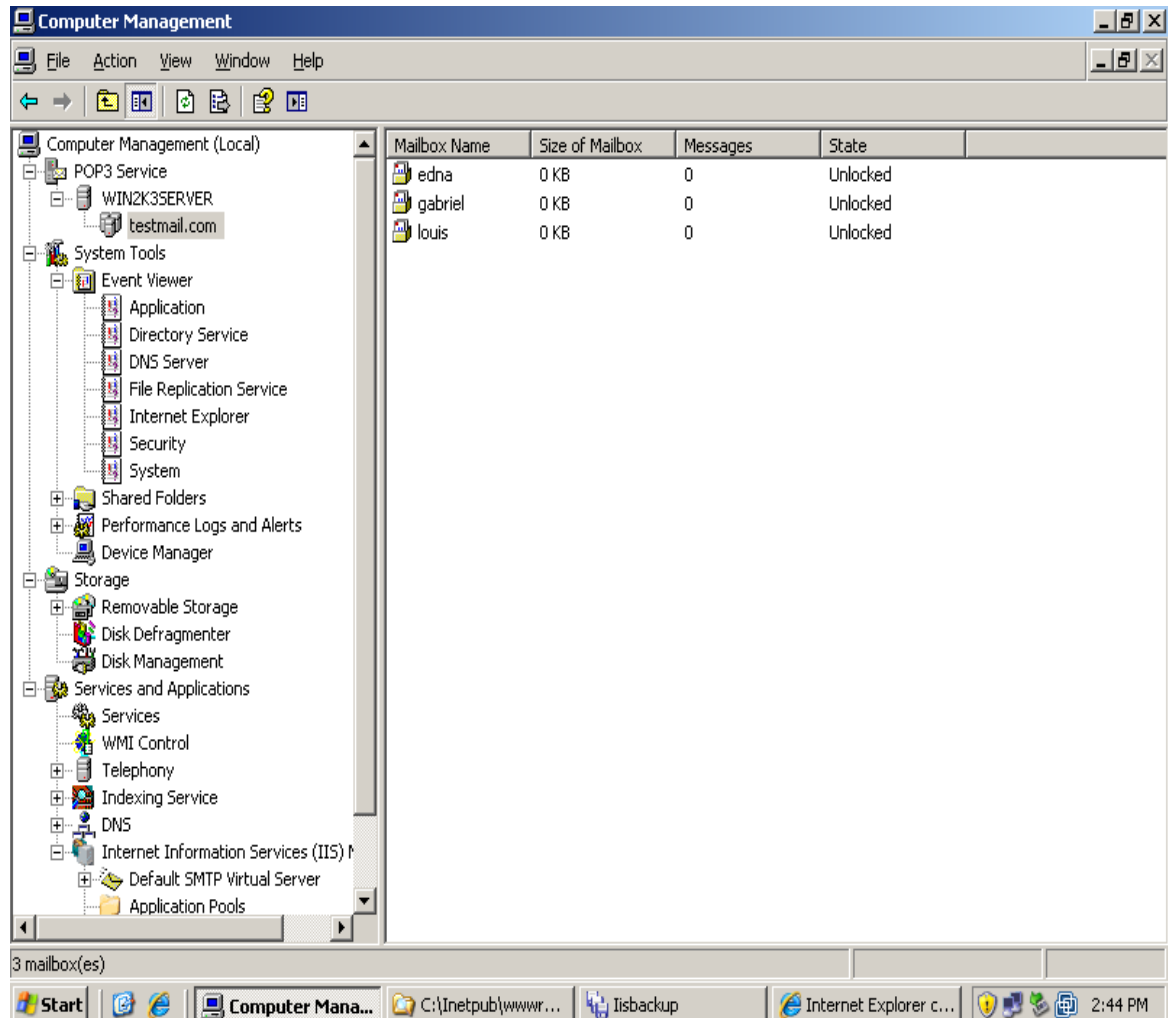 Computer Management
File Action View Window Help
Computer Management (Local)
POP3 Service
WIN2K3SERVER
testmail.com
System Tools
Event Viewer
Application
Directory Service
DNS Server
File Replication Service
Internet Explorer
Security
System
Shared Folders
Performance Logs and Alerts
Device Manager
Storage
Removable Storage
Disk Defragmenter
Disk Management
Services and Applications
Services
WMI Control
Telephony
Indexing Service
DNS
Internet Information Services (IIS) M
Default SMTP Virtual Server
Application Pools
Mailbox Name Size of Mailbox Messages State
edna 0 KB 0 Unlocked
gabriel 0 KB 0 Unlocked
louis 0 KB 0 Unlocked
3 mailbox(es)
Start Computer Mana... C:\Inetpub\wwwr... Iisbackup Internet Explorer c... 2:44 PM